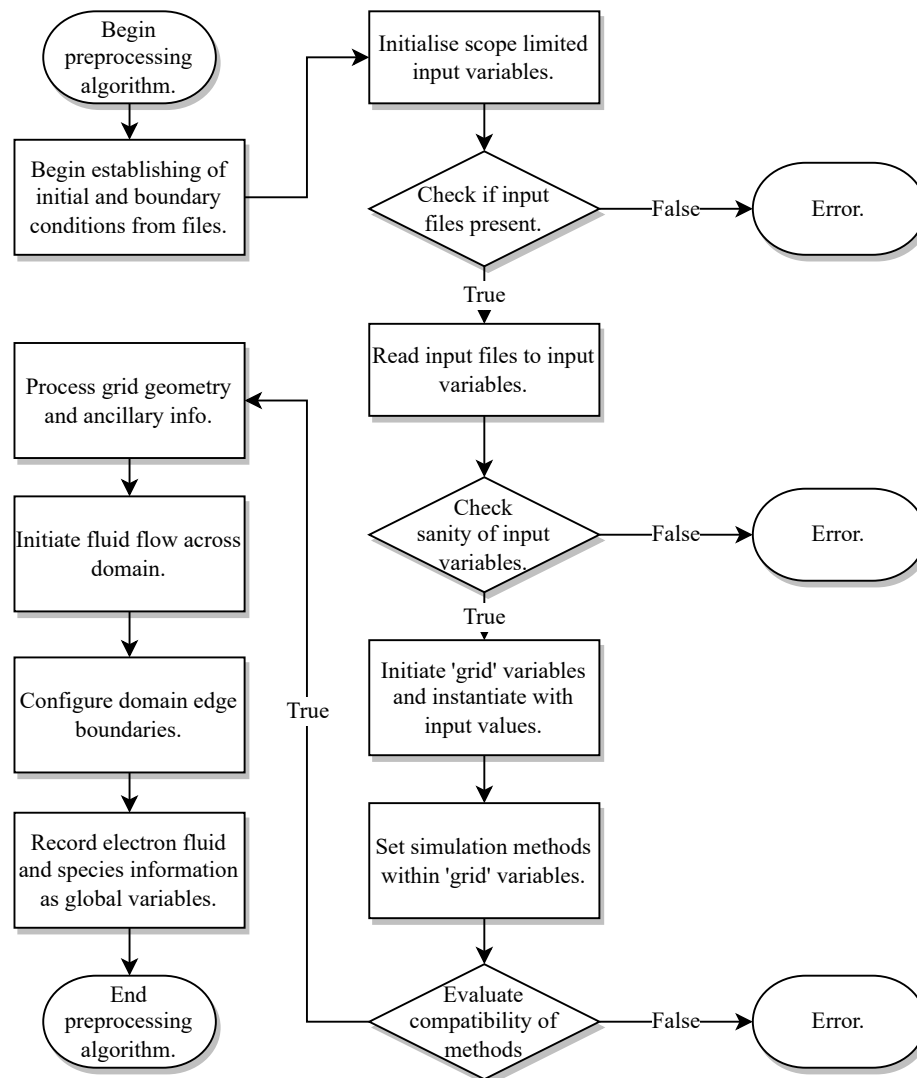 Begin
preprocessing
algorithm.
Begin establishing of
initial and boundary
conditions from files.
Initialise scope limited
input variables.
Check if input
files present.
False
Error.
True
Read input files to input
variables.
Check
sanity of input
variables.
False
Error.
True
Initiate 'grid' variables
and instantiate with
input values.
Set simulation methods
within 'grid' variables.
Evaluate
compatibility of
methods
False
Error.
True
Process grid geometry
and ancillary info.
Initiate fluid flow across
domain.
Configure domain edge
boundaries.
Record electron fluid
and species information
as global variables.
End
preprocessing
algorithm.